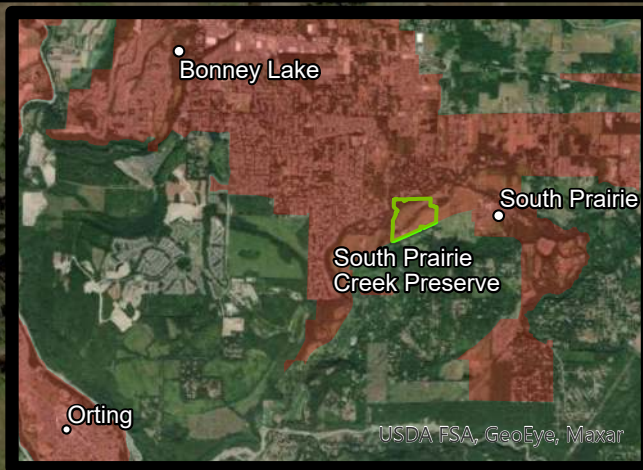 Bonney Lake
South Prairie
South Prairie
Creek Preserve
Orting
USDA FSA, GeoEye, Maxar